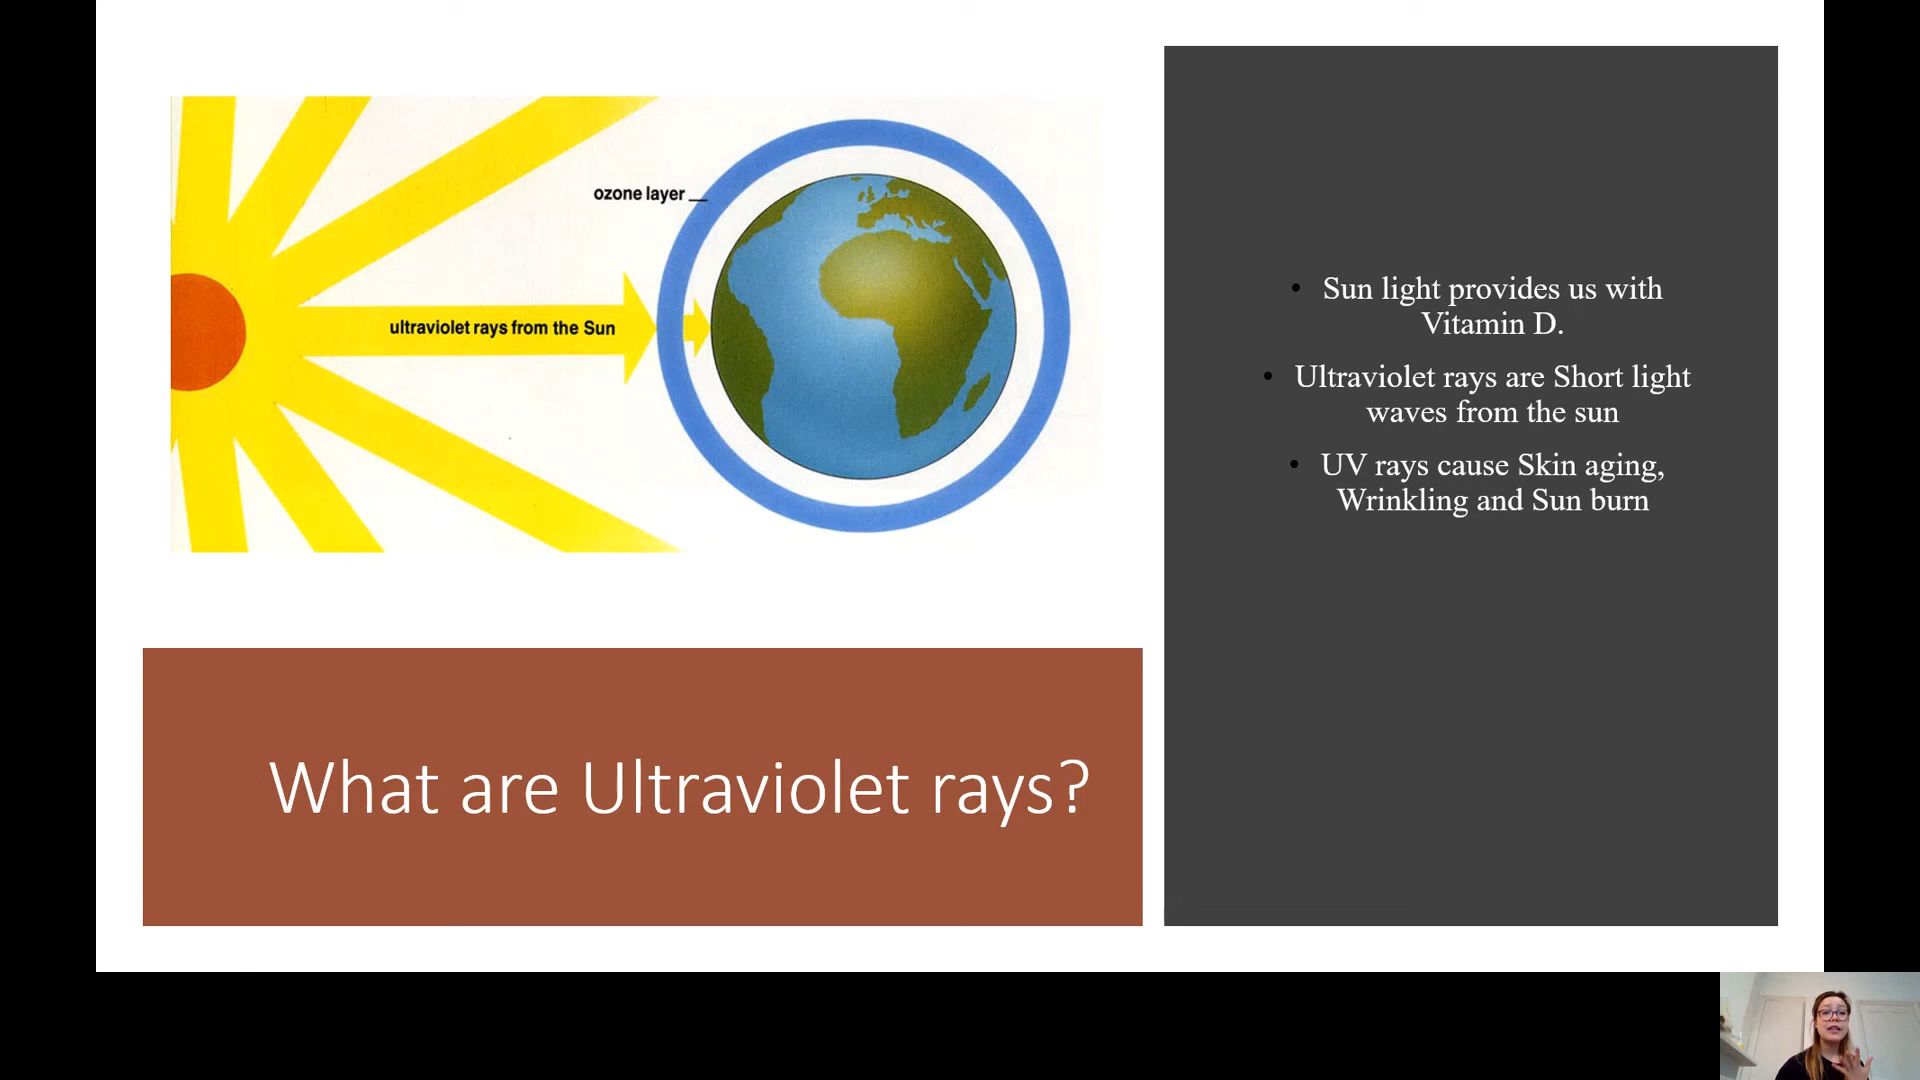 ozone layer
ultraviolet rays from the Sun
What are Ultraviolet rays?
• Sun light provides us with
Vitamin D.
• Ultraviolet rays are Short light
waves from the sun
• UV rays cause Skin aging,
Wrinkling and Sun burn